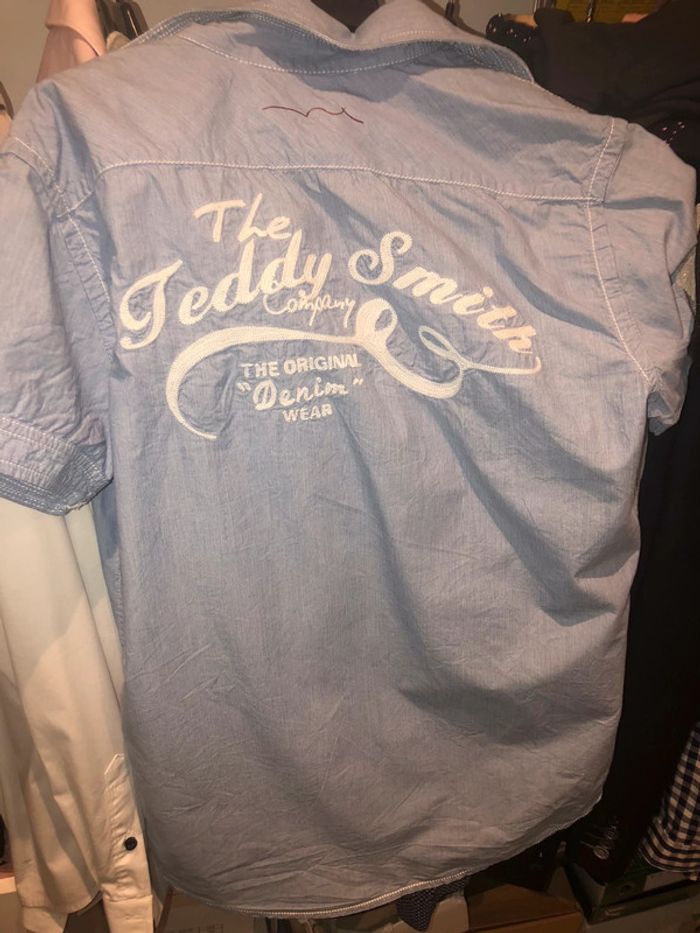 The
Teddy Smith
Company
THE ORIGINAL
"Denim"
WEAR